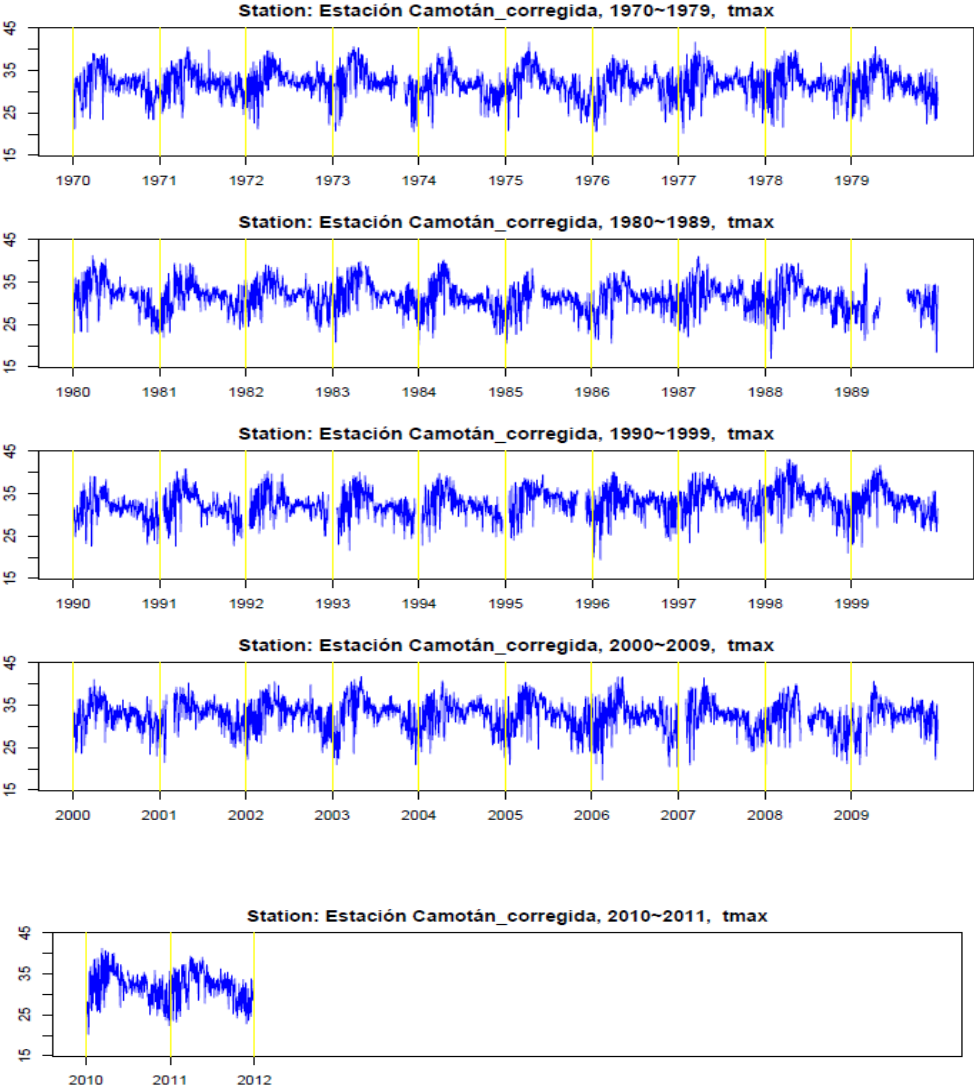 Station: Estación Camotán_corregida, 1970~1979, tmax
45
35
25
15
1970 1971 1972 1973 1974 1975 1976 1977 1978 1979
Station: Estación Camotán_corregida, 1980~1989, tmax
45
35
25
15
1980 1981 1982 1983 1984 1985 1986 1987 1988 1989
Station: Estación Camotán_corregida, 1990~1999, tmax
45
35
25
15
1990 1991 1992 1993 1994 1995 1996 1997 1998 1999
Station: Estación Camotán_corregida, 2000~2009, tmax
45
35
25
15
2000 2001 2002 2003 2004 2005 2006 2007 2008 2009
Station: Estación Camotán_corregida, 2010~2011, tmax
45
35
25
15
2010 2011 2012